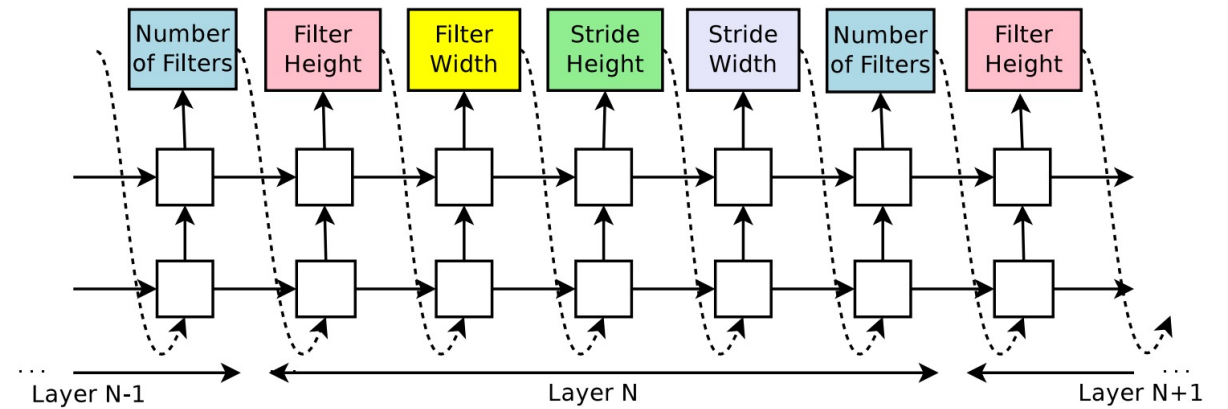 Number
of Filters
Filter
Height
Filter
Width
Stride
Height
Stride
Width
Number
of Filters
Filter
Height
. . .
Layer N-1
Layer N
. . .
Layer N+1